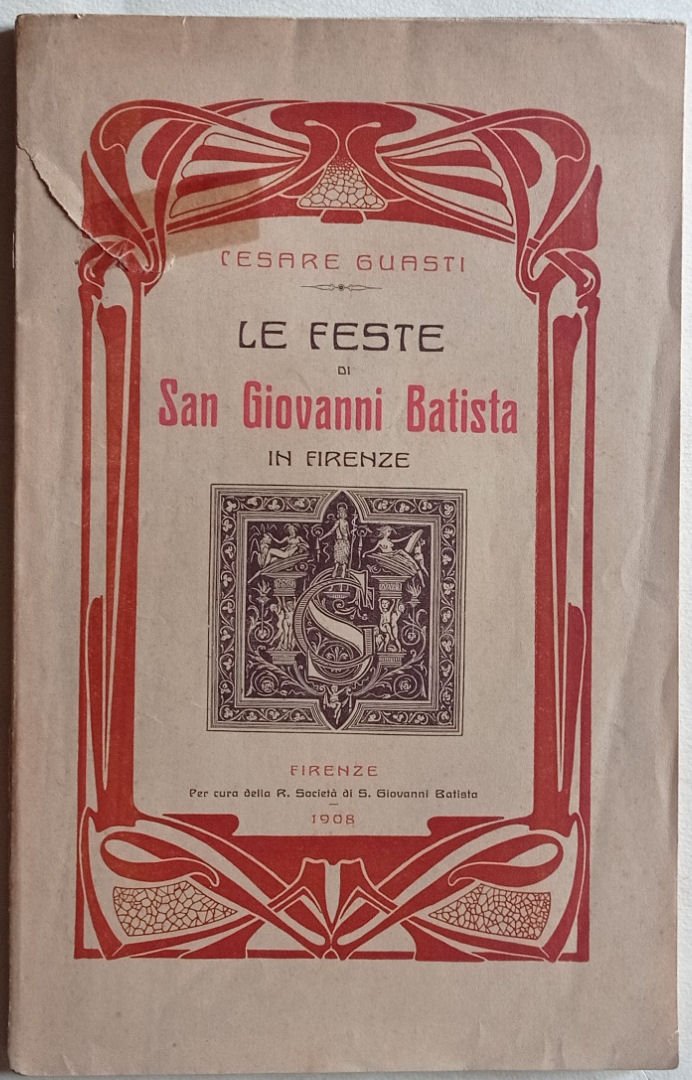 CESARE GUASTI
LE FESTE
DI
San Giovanni Batista
IN FIRENZE
FIRENZE
Per cura della R. Società di S. Giovanni Batista
1908